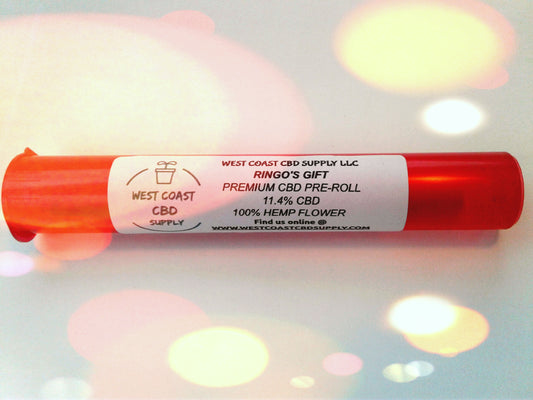 WEST COAST
CBD
SUPPLY
WEST COAST CBD SUPPLY LLC
RINGO'S GIFT
PREMIUM CBD PRE-ROLL
11.4% CBD
100% HEMP FLOWER
Find us online @
WWW.WESTCOASTCBDSUPPLY.COM